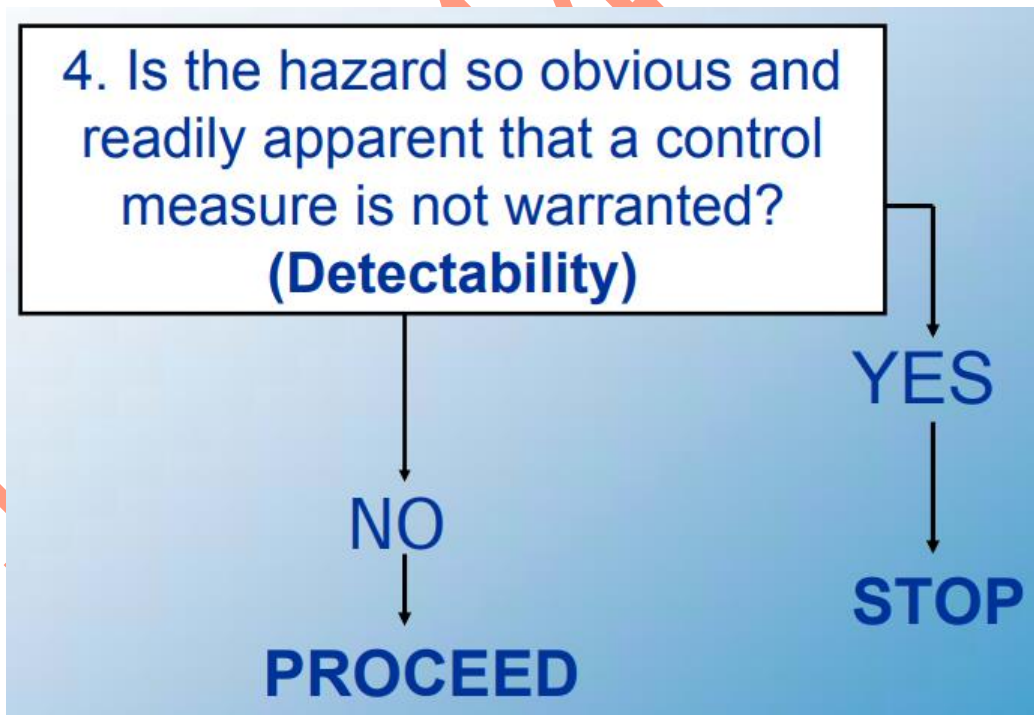 4. Is the hazard so obvious and
readily apparent that a control
measure is not warranted?
(Detectability)
YES
NO
STOP
PROCEED